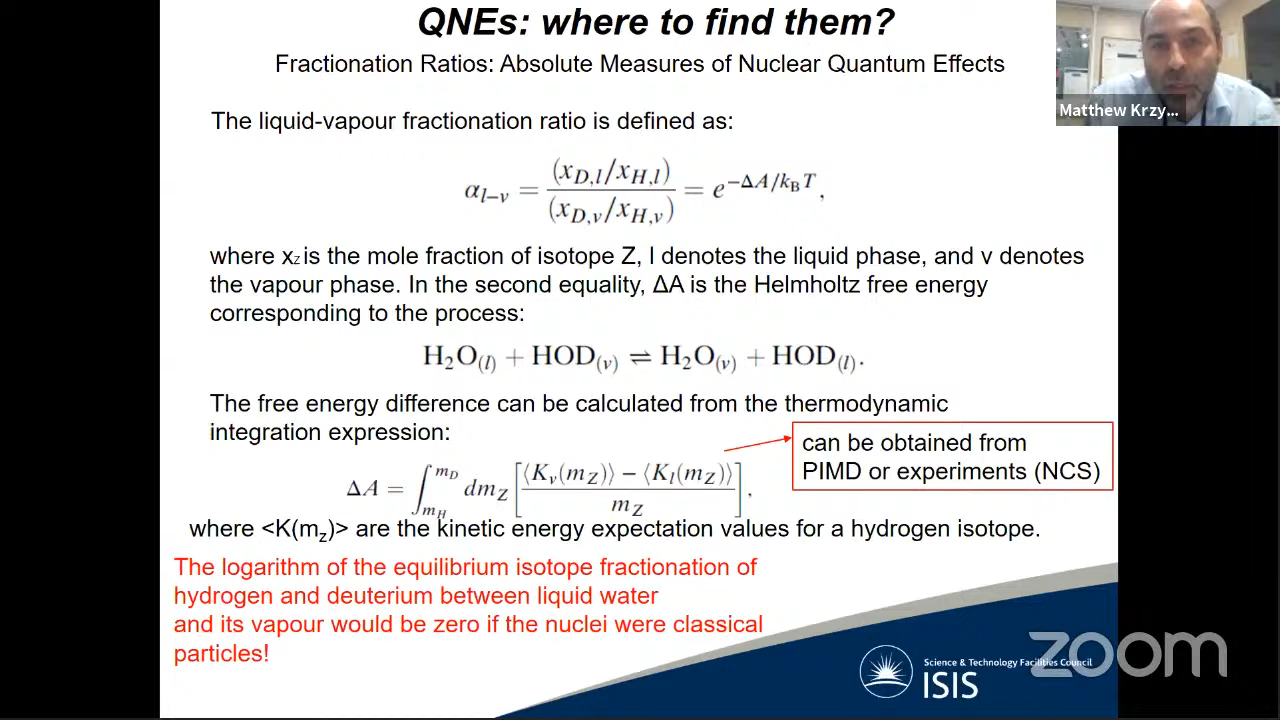 QNEs: where to find them?
Fractionation Ratios: Absolute Measures of Nuclear Quantum Effects
Matthew Krzy...
The liquid-vapour fractionation ratio is defined as:
α_{l−v} = (x_{D,l}/x_{H,l}) / (x_{D,v}/x_{H,v}) = e^{−ΔA/k_BT},
where x_Z is the mole fraction of isotope Z, l denotes the liquid phase, and v denotes
the vapour phase. In the second equality, ΔA is the Helmholtz free energy
corresponding to the process:
H₂O_(l) + HOD_(v) ⇌ H₂O_(v) + HOD_(l).
The free energy difference can be calculated from the thermodynamic
integration expression:
can be obtained from
PIMD or experiments (NCS)
ΔA = ∫_{m_H}^{m_D} dm_Z [(⟨K_v(m_Z)⟩ − ⟨K_l(m_Z)⟩) / m_Z],
where <K(m_z)> are the kinetic energy expectation values for a hydrogen isotope.
The logarithm of the equilibrium isotope fractionation of
hydrogen and deuterium between liquid water
and its vapour would be zero if the nuclei were classical
particles!
Science & Technology Facilities Council
ISIS
zoom